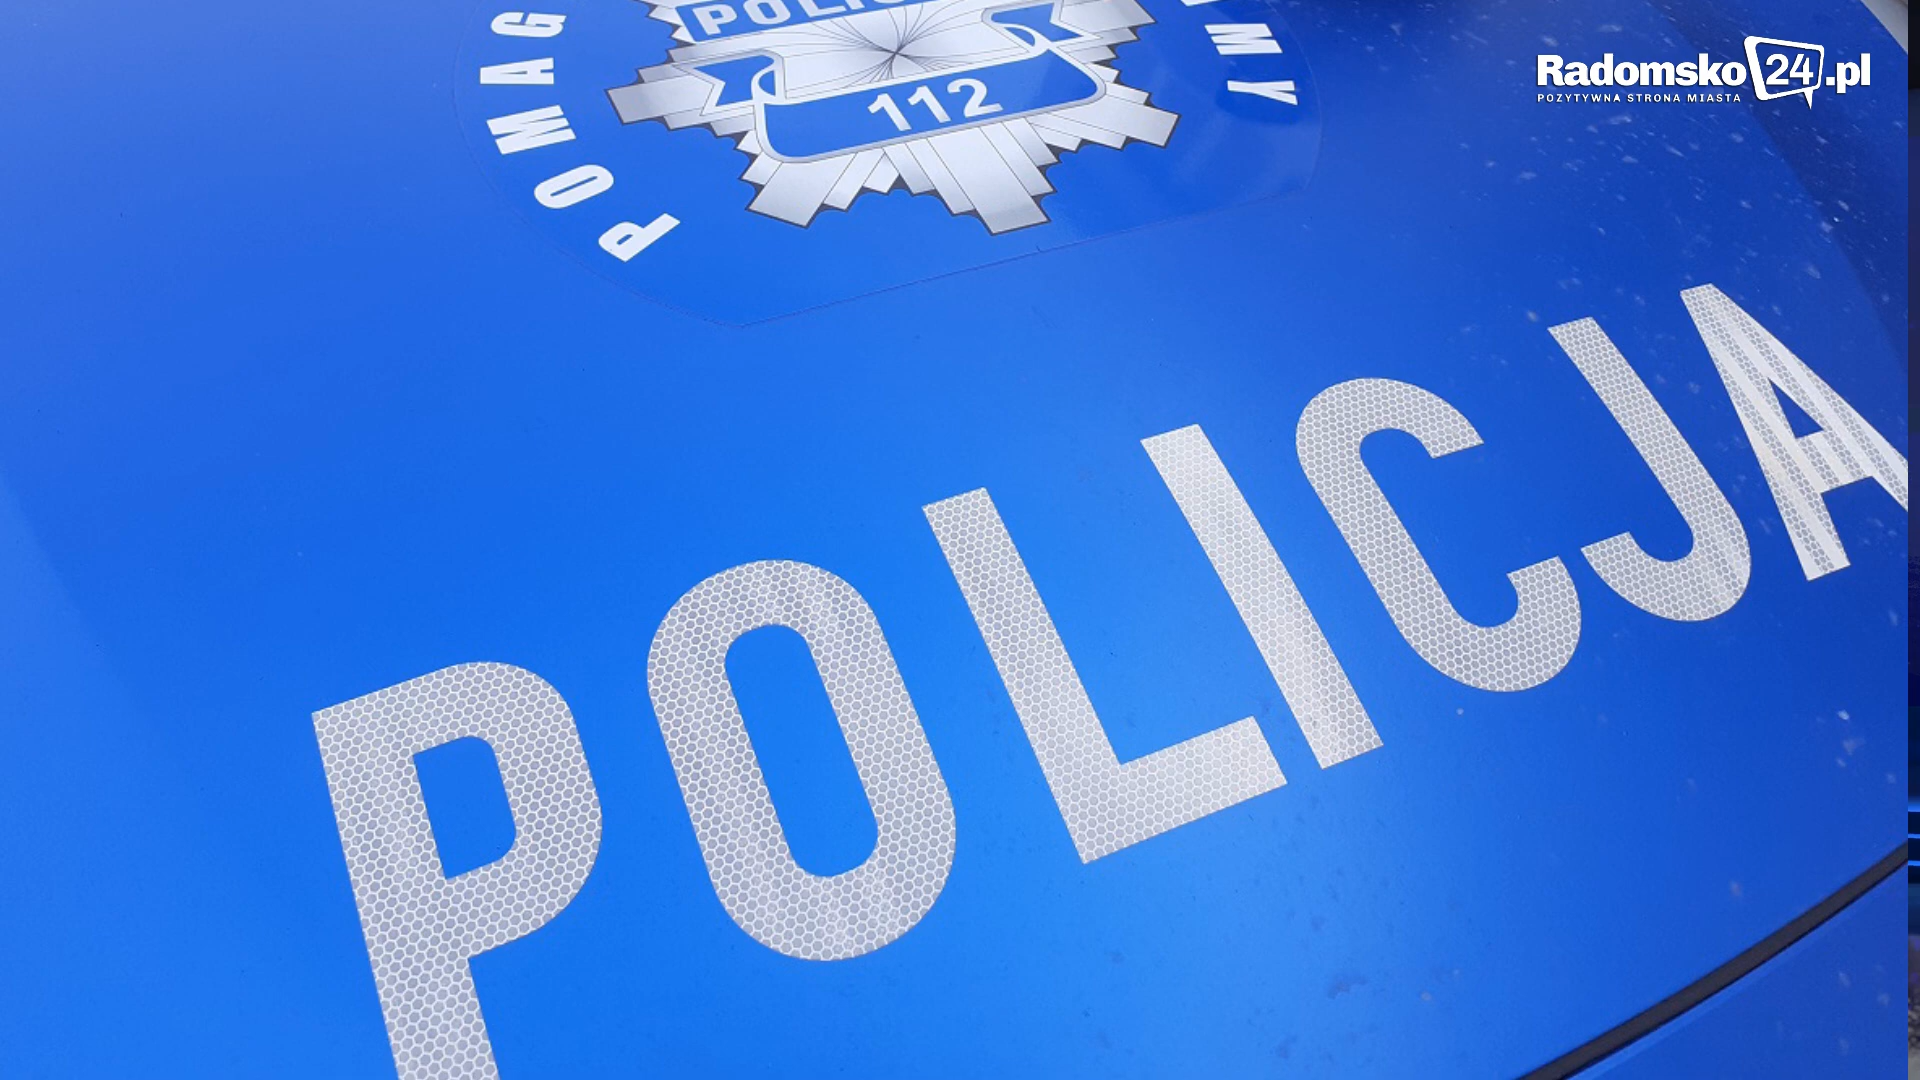 POMAG
MY
112
Radomsko24.pl
POZYTYWNA STRONA MIASTA
POLICJA